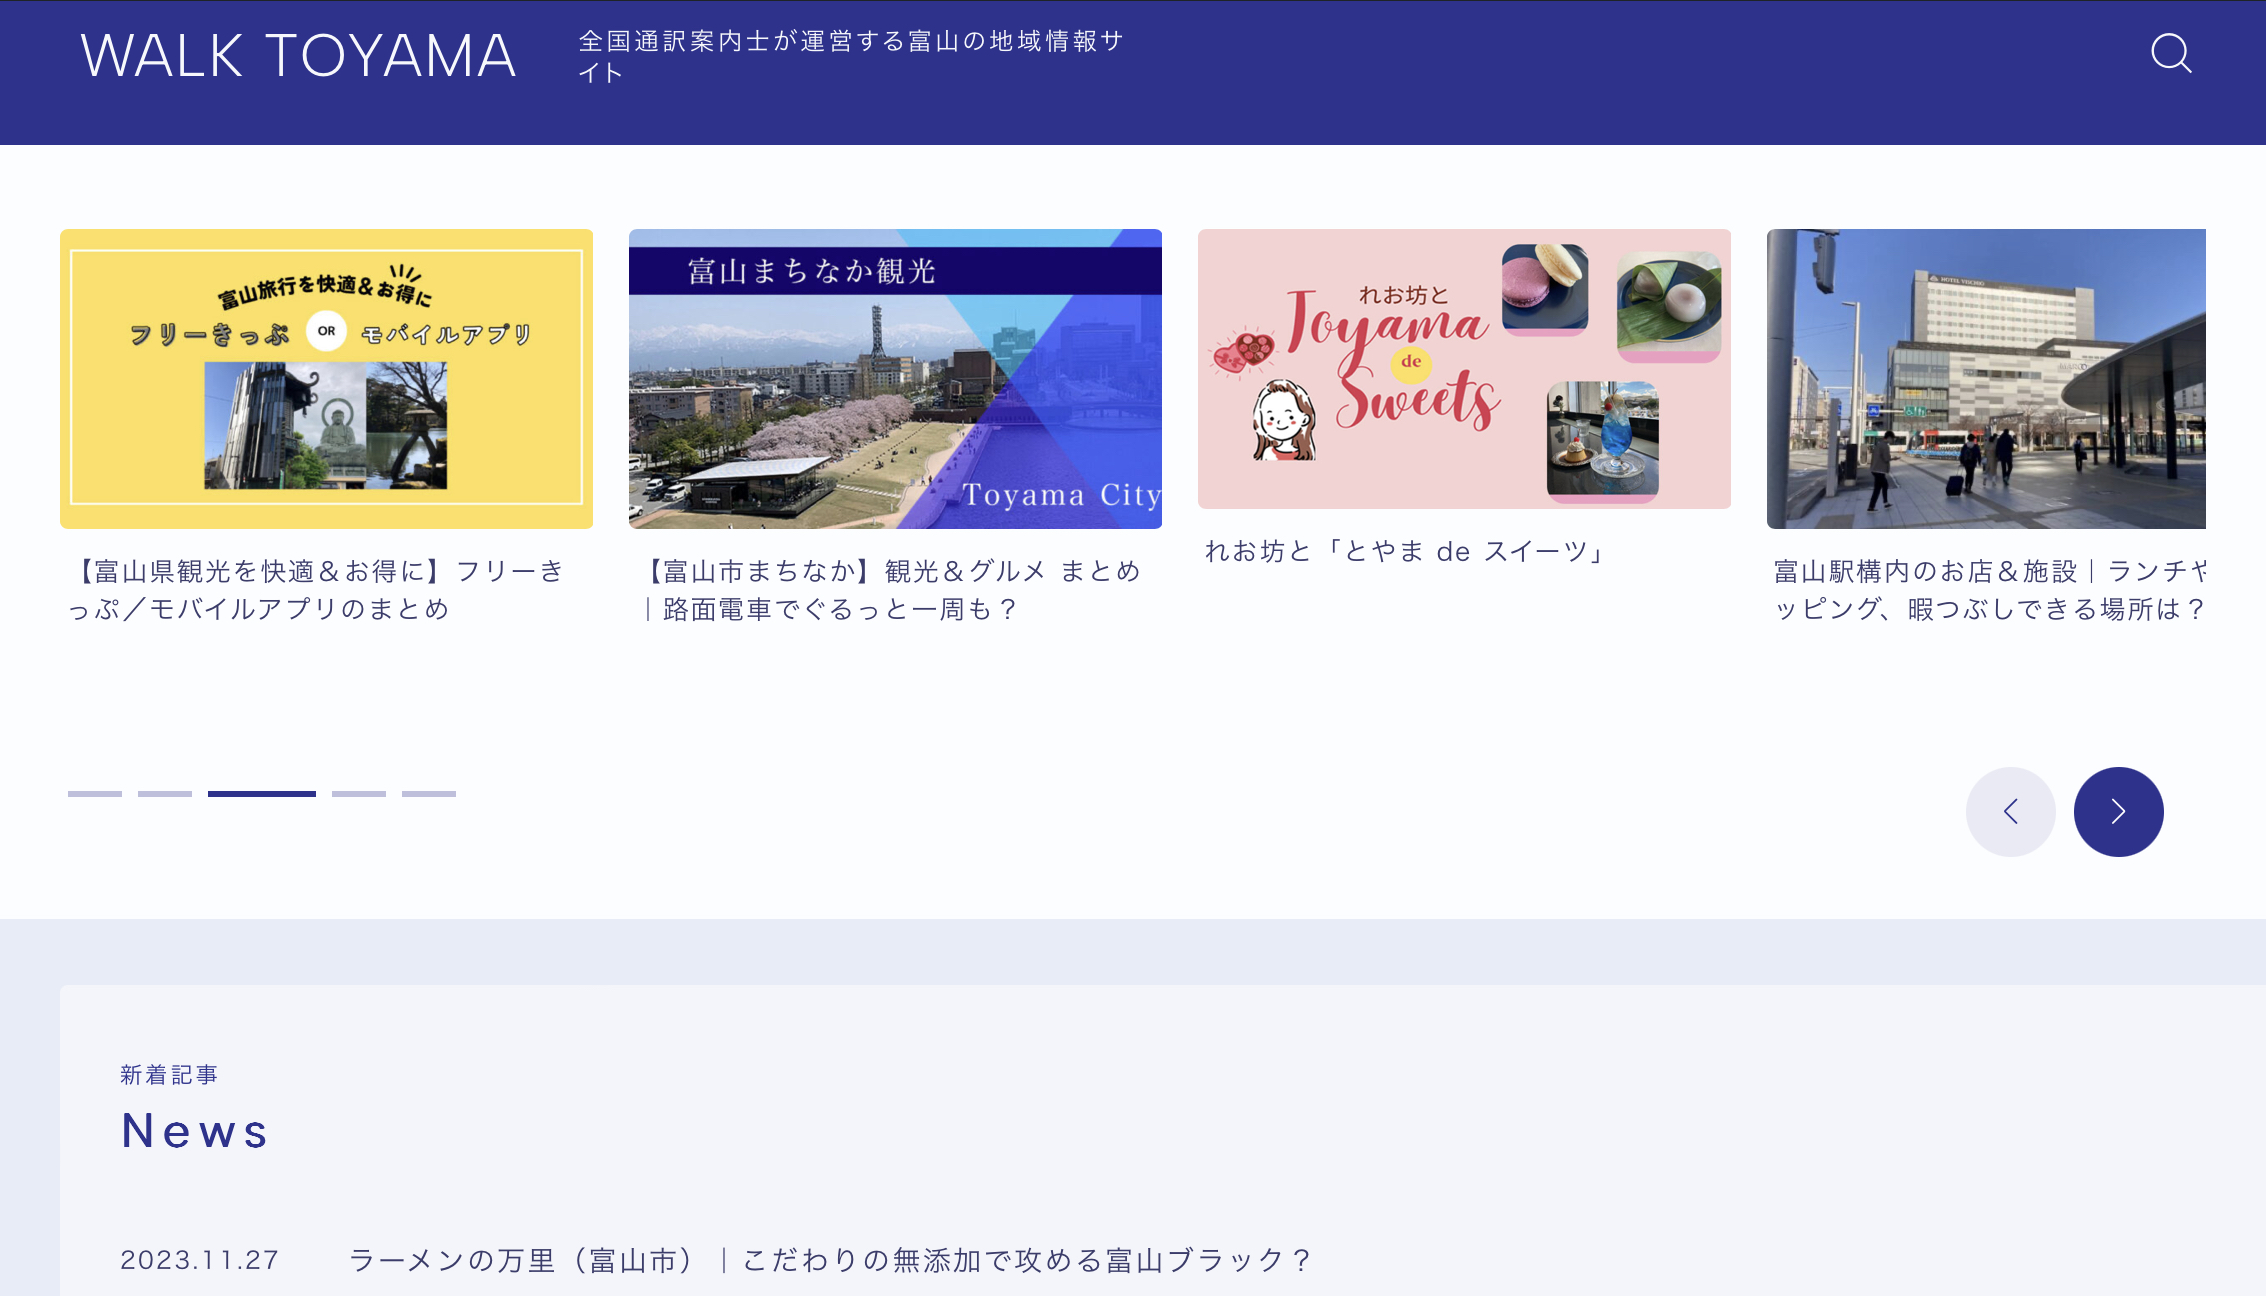 WALK TOYAMA
全国通訳案内士が運営する富山の地域情報サ
イト
富山旅行を快適&お得に
フリーきっぷ OR モバイルアプリ
富山まちなか観光
Toyama City
れお坊と
Toyama
de
Sweets
【富山県観光を快適&お得に】フリーき
っぷ／モバイルアプリのまとめ
【富山市まちなか】観光&グルメ まとめ
｜路面電車でぐるっと一周も？
れお坊と「とやま de スイーツ」
富山駅構内のお店&施設｜ランチや
ッピング、暇つぶしできる場所は？
新着記事
News
2023.11.27 ラーメンの万里（富山市）｜こだわりの無添加で攻める富山ブラック？